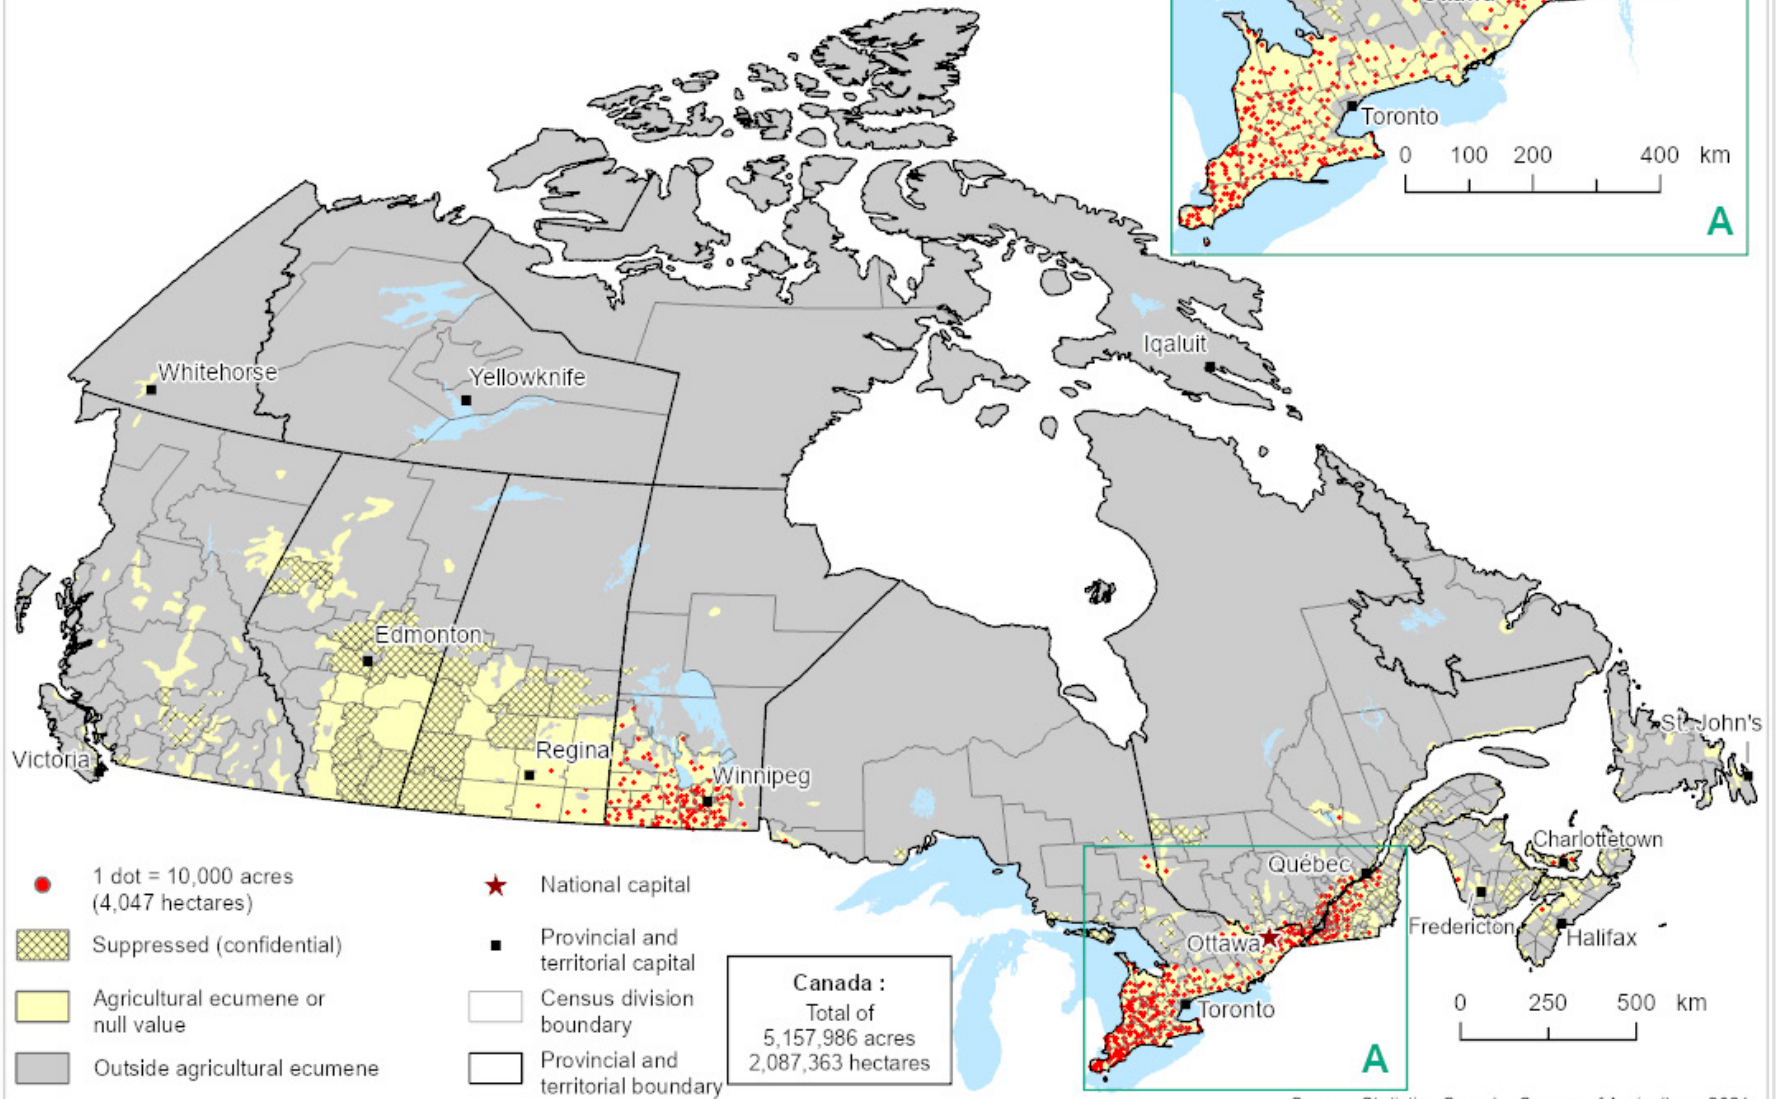 Toronto
0 100 200 400 km
A
Iqaluit
Whitehorse
Yellowknife
Edmonton
Regina
Winnipeg
Victoria
St. John's
Charlottetown
Québec
Fredericton
Halifax
Ottawa
Toronto
0 250 500 km
A
1 dot = 10,000 acres
(4,047 hectares)
Suppressed (confidential)
Agricultural ecumene or
null value
Outside agricultural ecumene
National capital
Provincial and
territorial capital
Census division
boundary
Provincial and
territorial boundary
Canada :
Total of
5,157,986 acres
2,087,363 hectares